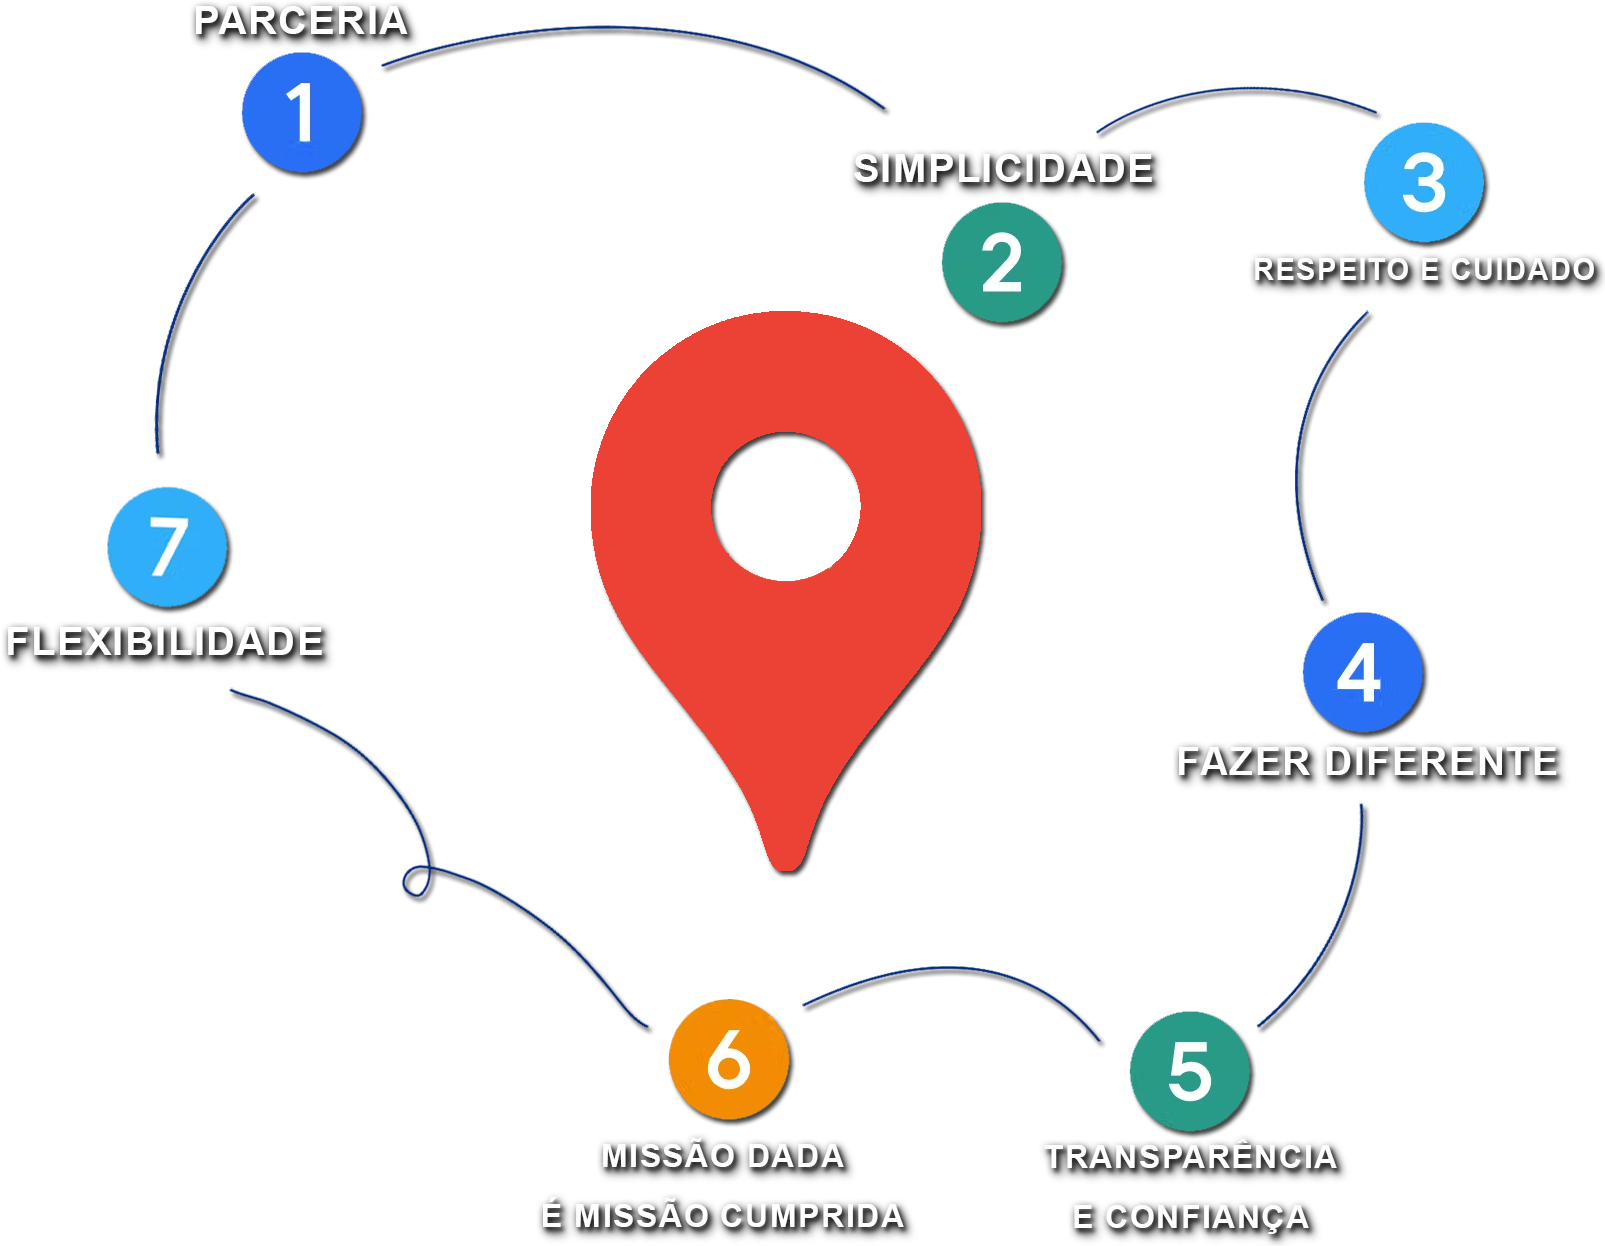 PARCERIA
1
SIMPLICIDADE
2
3
RESPEITO E CUIDADO
4
FAZER DIFERENTE
5
TRANSPARÊNCIA
E CONFIANÇA
6
MISSÃO DADA
É MISSÃO CUMPRIDA
7
FLEXIBILIDADE